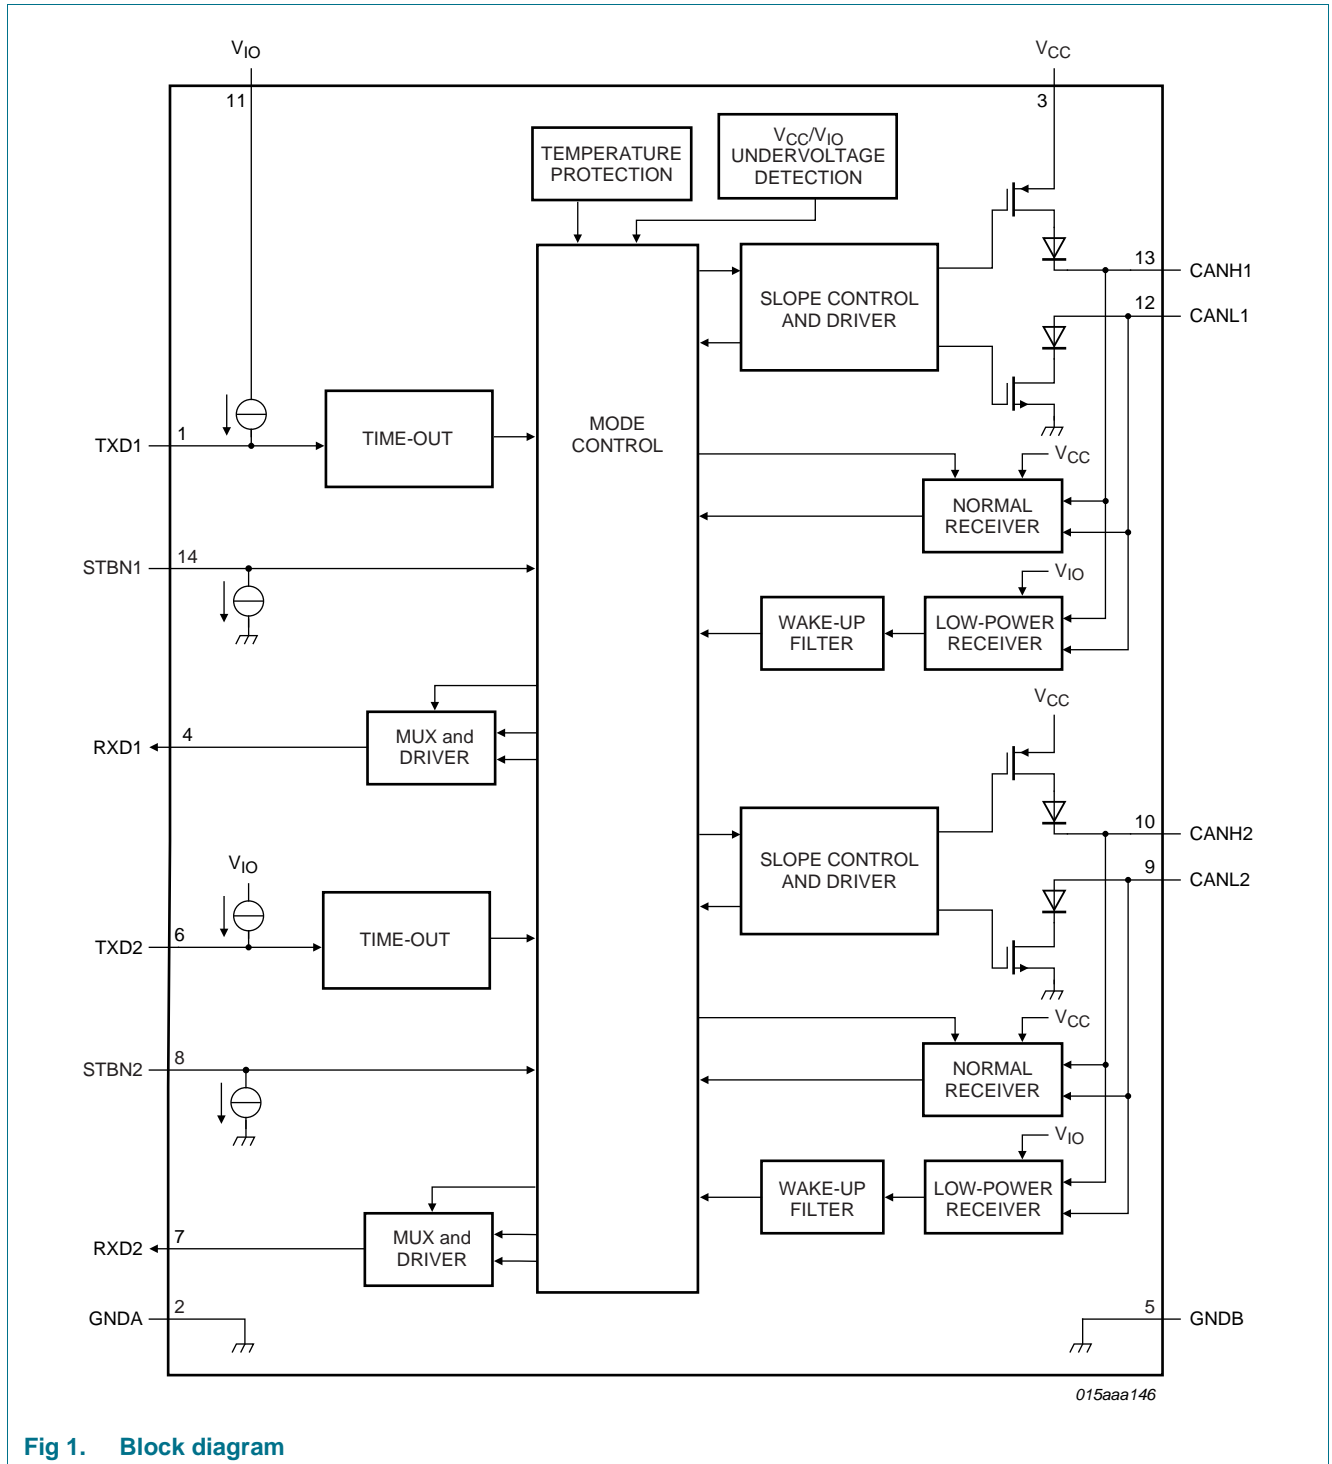 VIO
VCC
11
3
TEMPERATURE
PROTECTION
VCC/VIO
UNDERVOLTAGE
DETECTION
13
CANH1
SLOPE CONTROL
AND DRIVER
12
CANL1
MODE
CONTROL
TXD1
1
TIME-OUT
VCC
NORMAL
RECEIVER
STBN1
14
VIO
WAKE-UP
FILTER
LOW-POWER
RECEIVER
VCC
RXD1
4
MUX and
DRIVER
10
CANH2
SLOPE CONTROL
AND DRIVER
9
CANL2
VIO
TXD2
6
TIME-OUT
VCC
STBN2
8
NORMAL
RECEIVER
VIO
WAKE-UP
FILTER
LOW-POWER
RECEIVER
RXD2
7
MUX and
DRIVER
GNDA
2
5
GNDB
015aaa146
Fig 1. Block diagram